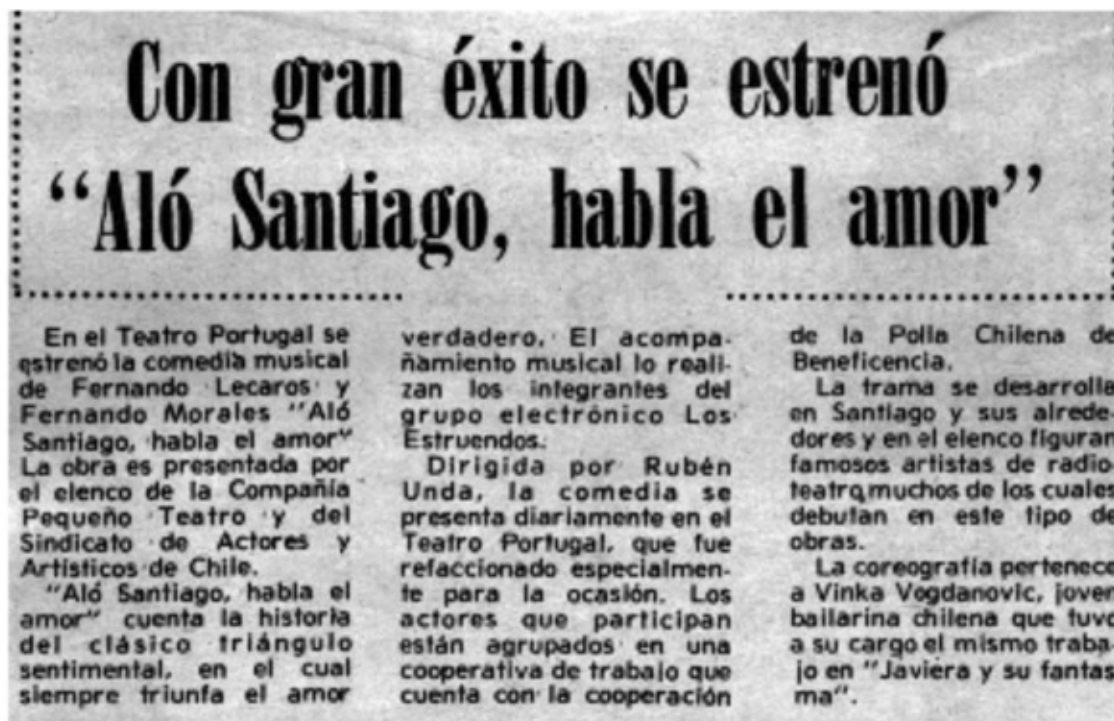 Con gran éxito se estrenó
“Aló Santiago, habla el amor”
En el Teatro Portugal se
estrenó la comedia musical
de Fernando Lecaros y
Fernando Morales "Aló
Santiago, habla el amor"
La obra es presentada por
el elenco de la Compañía
Pequeño Teatro y del
Sindicato de Actores y
Artísticos de Chile.
"Aló Santiago, habla el
amor" cuenta la historia
del clásico triángulo
sentimental, en el cual
siempre triunfa el amor
verdadero. El acompa-
ñamiento musical lo reali-
zan los integrantes del
grupo electrónico Los
Estruendos.
Dirigida por Rubén
Unda, la comedia se
presenta diariamente en el
Teatro Portugal, que fue
refaccionado especialmen-
te para la ocasión. Los
actores que participan
están agrupados en una
cooperativa de trabajo que
cuenta con la cooperación
de la Polla Chilena de
Beneficencia.
La trama se desarrolla
en Santiago y sus alrede-
dores y en el elenco figuran
famosos artistas de radio-
teatro, muchos de los cuales
debutan en este tipo de
obras.
La coreografía pertenece
a Vinka Vogdanovic, joven
bailarina chilena que tuvo
a su cargo el mismo traba-
jo en "Javiera y su fantas-
ma".